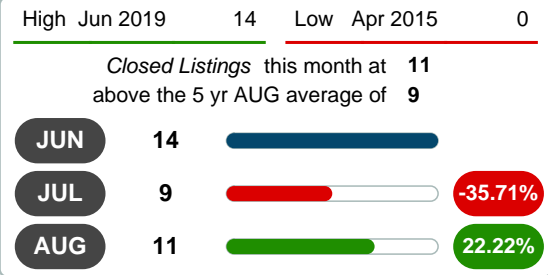 High Jun 2019 14 Low Apr 2015 0
Closed Listings this month at 11
above the 5 yr AUG average of 9
JUN 14
JUL 9 -35.71%
AUG 11 22.22%